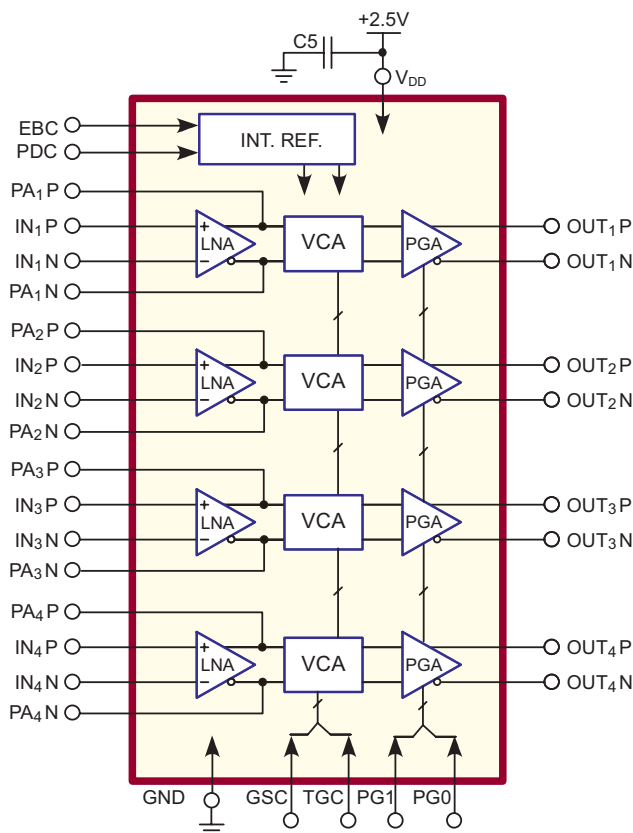 +2.5V
C5
VDD
EBC
PDC
INT. REF.
PA1P
IN1P
+
LNA
VCA
PGA
OUT1P
IN1N
−
OUT1N
PA1N
PA2P
IN2P
+
LNA
VCA
PGA
OUT2P
IN2N
−
OUT2N
PA2N
PA3P
IN3P
+
LNA
VCA
PGA
OUT3P
IN3N
−
OUT3N
PA3N
PA4P
IN4P
+
LNA
VCA
PGA
OUT4P
IN4N
−
OUT4N
PA4N
GND
GSC
TGC
PG1
PG0